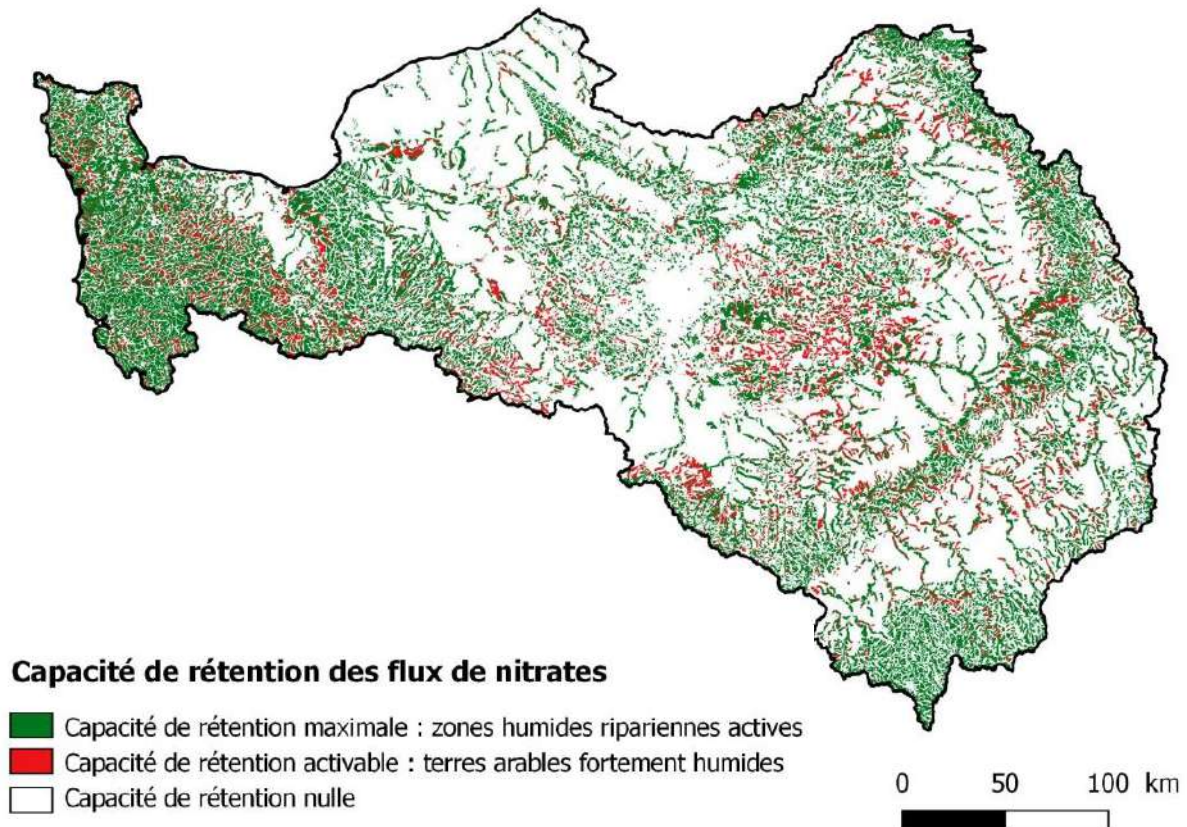 Capacité de rétention des flux de nitrates
Capacité de rétention maximale : zones humides ripariennes actives
Capacité de rétention activable : terres arables fortement humides
Capacité de rétention nulle
0 50 100 km